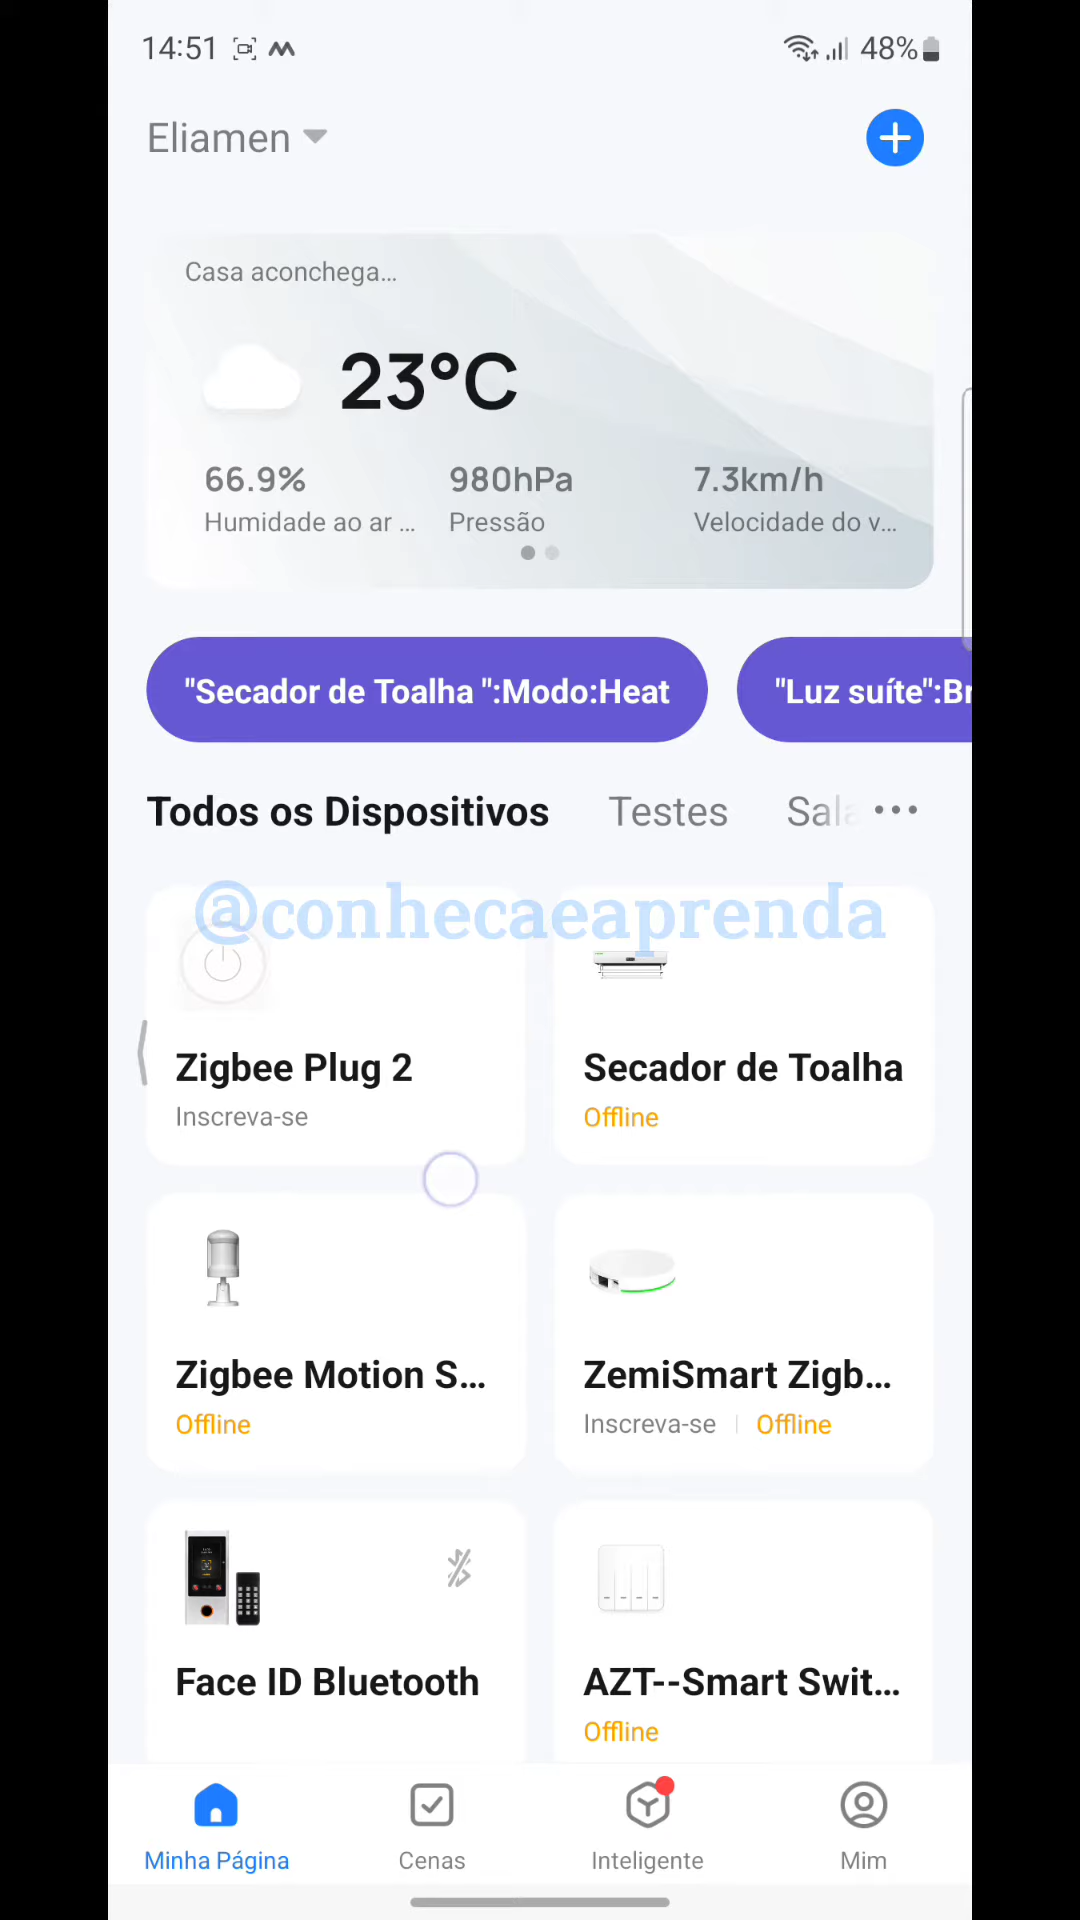 14:51
48%
Eliamen
Casa aconchega...
23°C
66.9% 980hPa 7.3km/h
Humidade ao ar ... Pressão Velocidade do v...
"Secador de Toalha ":Modo:Heat "Luz suíte":Br
Todos os Dispositivos Testes Sala
@conhecaeaprenda
Zigbee Plug 2
Inscreva-se
Secador de Toalha
Offline
Zigbee Motion S...
Offline
ZemiSmart Zigb...
Inscreva-se | Offline
Face ID Bluetooth
AZT--Smart Swit...
Offline
Minha Página Cenas Inteligente Mim